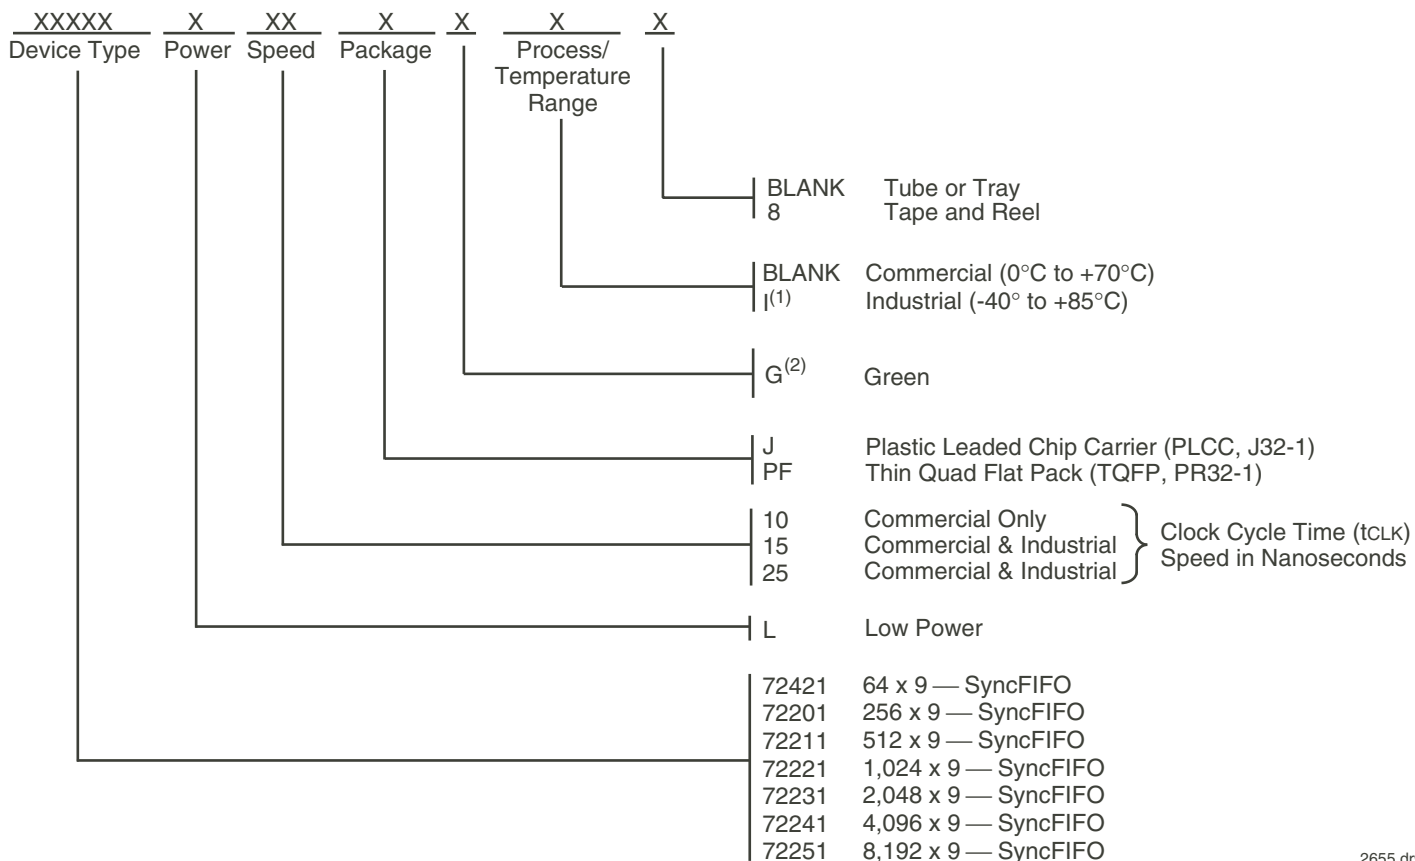 XXXXX X XX X X X X
Device Type Power Speed Package Process/
Temperature
Range
BLANK Tube or Tray
8 Tape and Reel
BLANK Commercial (0°C to +70°C)
I(1) Industrial (-40° to +85°C)
G(2) Green
J Plastic Leaded Chip Carrier (PLCC, J32-1)
PF Thin Quad Flat Pack (TQFP, PR32-1)
10 Commercial Only
15 Commercial & Industrial
25 Commercial & Industrial
Clock Cycle Time (tCLK)
Speed in Nanoseconds
L Low Power
72421 64 x 9 — SyncFIFO
72201 256 x 9 — SyncFIFO
72211 512 x 9 — SyncFIFO
72221 1,024 x 9 — SyncFIFO
72231 2,048 x 9 — SyncFIFO
72241 4,096 x 9 — SyncFIFO
72251 8,192 x 9 — SyncFIFO
2655